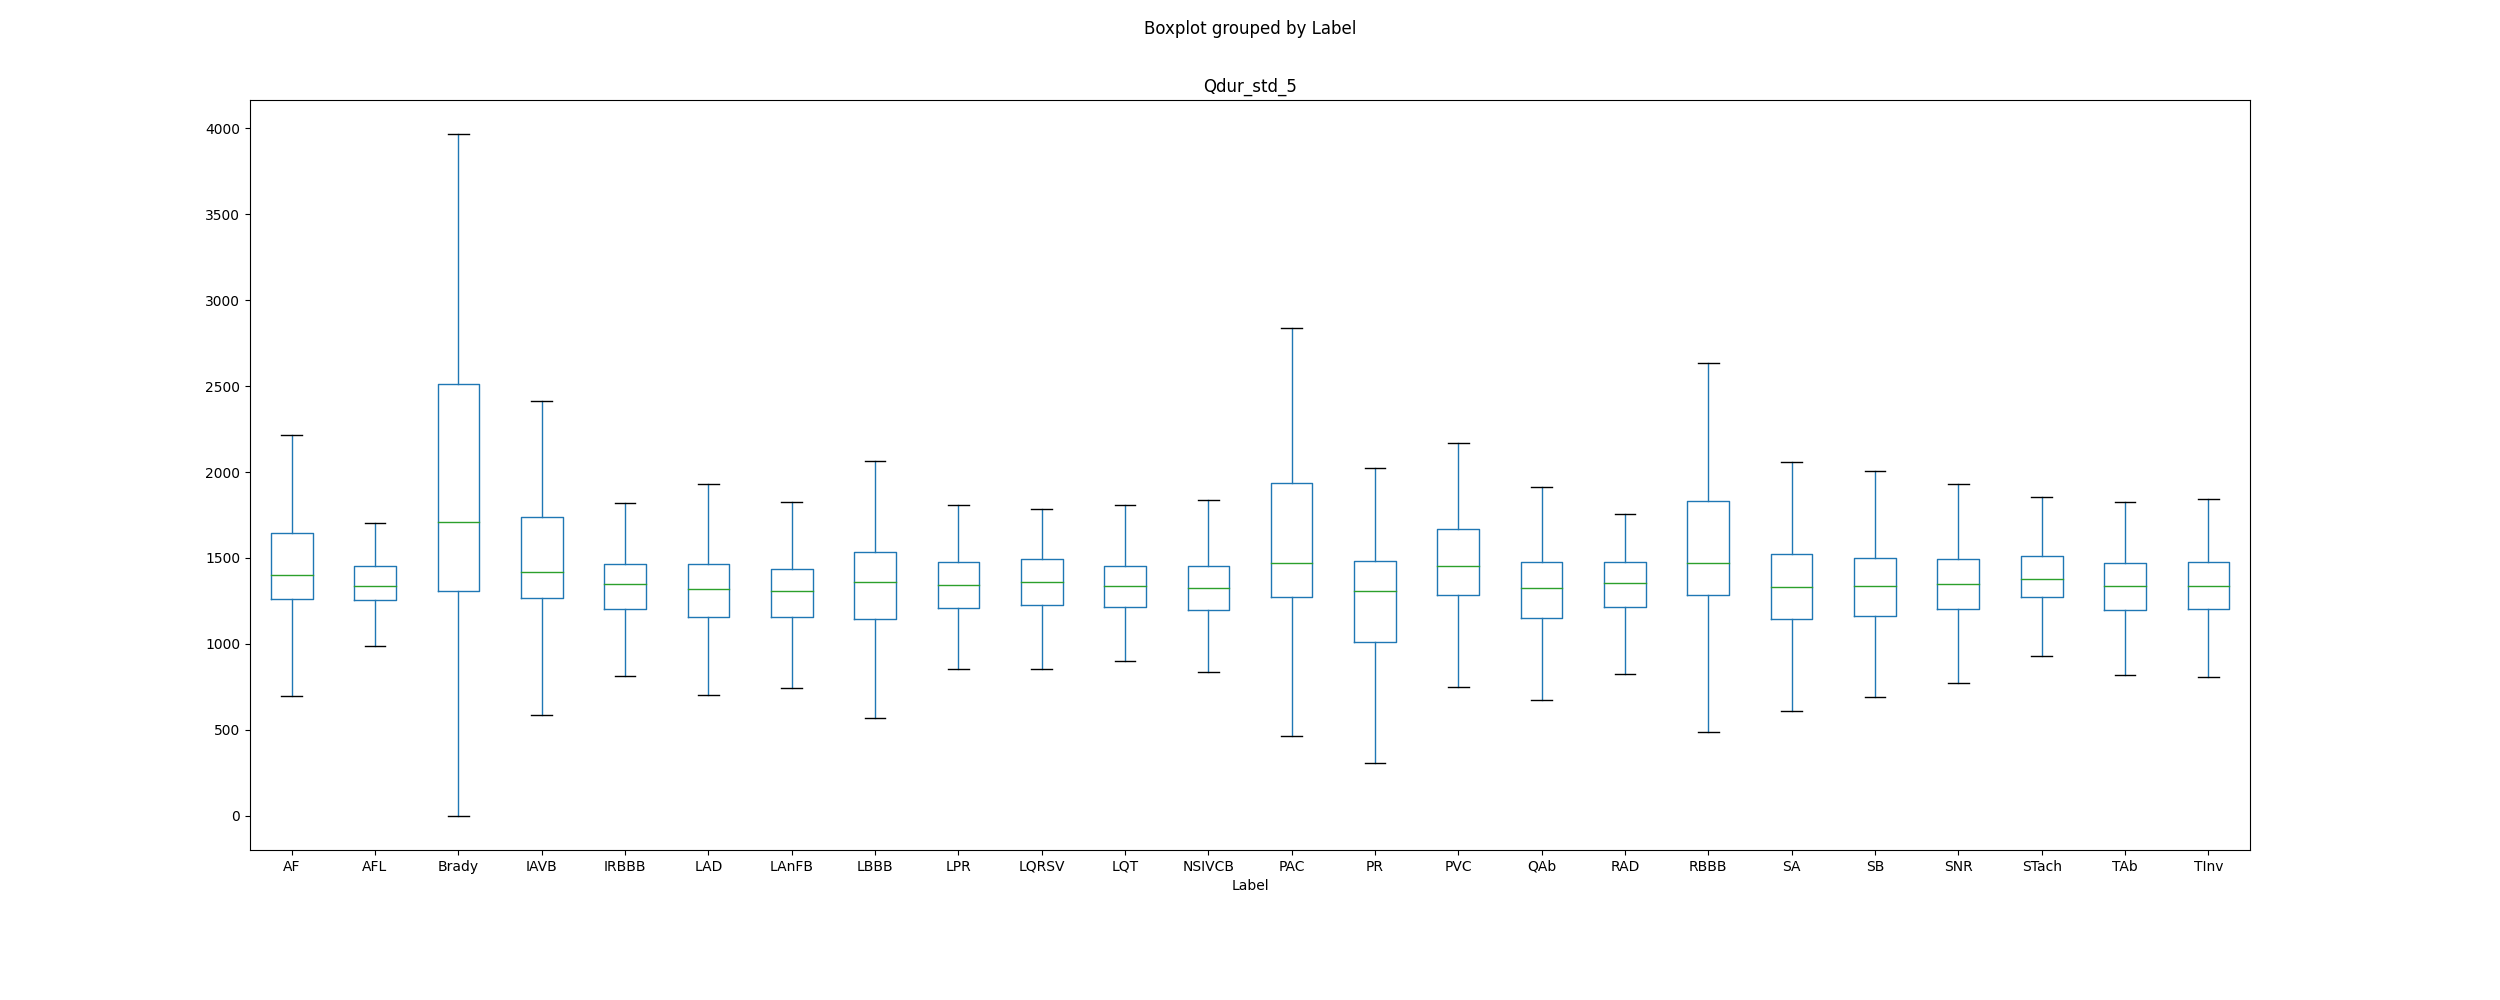 Boxplot grouped by Label
Qdur_std_5
4000
3500
3000
2500
2000
1500
1000
500
0
AF AFL Brady IAVB IRBBB LAD LAnFB LBBB LPR LQRSV LQT NSIVCB PAC PR PVC QAb RAD RBBB SA SB SNR STach TAb TInv
Label